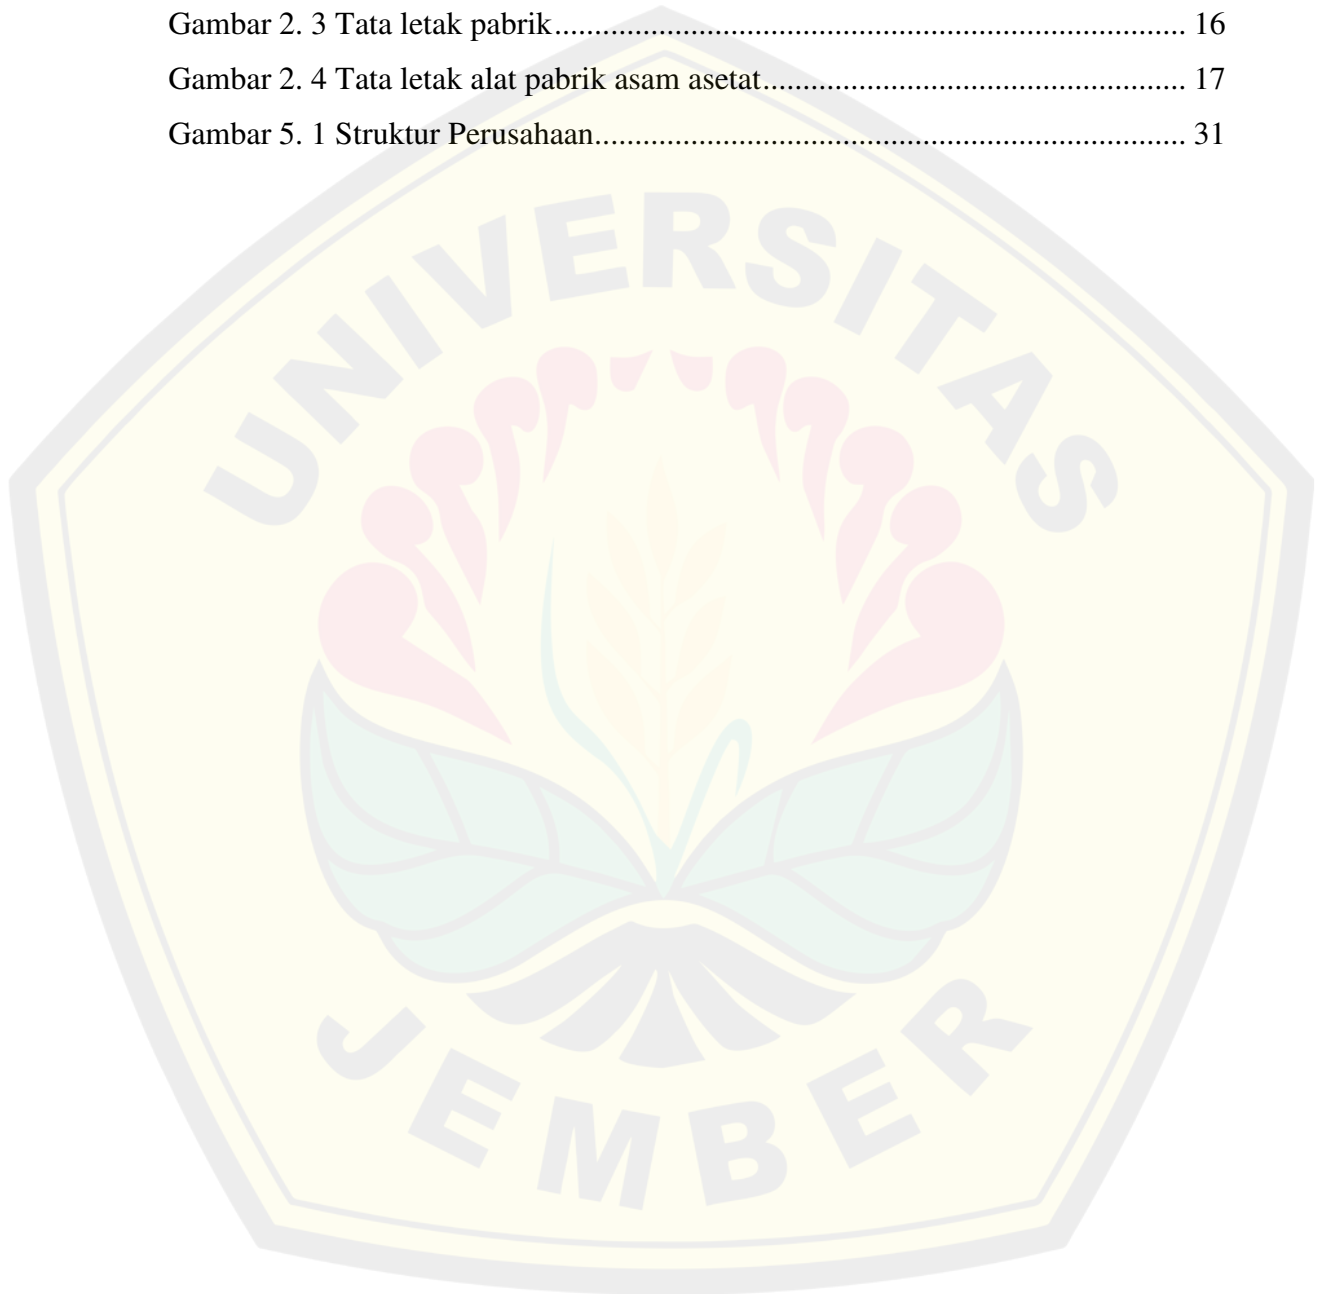 Gambar 2. 3 Tata letak pabrik............................................................................... 16
Gambar 2. 4 Tata letak alat pabrik asam asetat..................................................... 17
Gambar 5. 1 Struktur Perusahaan.......................................................................... 31
UNIVERSITAS
JEMBER